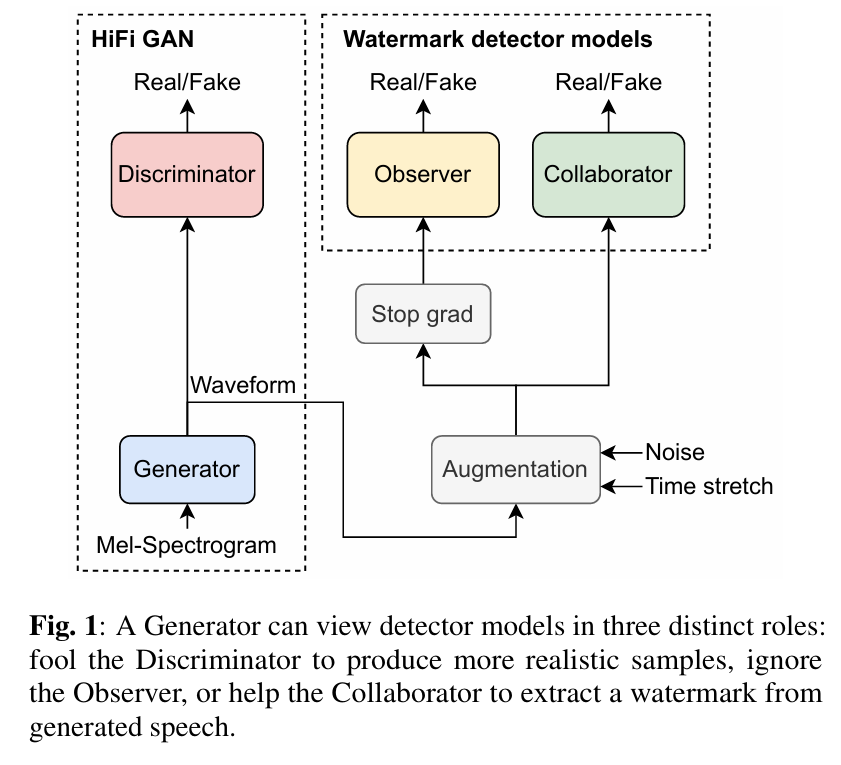 HiFi GAN
Watermark detector models
Real/Fake
Real/Fake
Real/Fake
Discriminator
Observer
Collaborator
Stop grad
Waveform
Generator
Augmentation
Noise
Time stretch
Mel-Spectrogram
Fig. 1: A Generator can view detector models in three distinct roles:
fool the Discriminator to produce more realistic samples, ignore
the Observer, or help the Collaborator to extract a watermark from
generated speech.